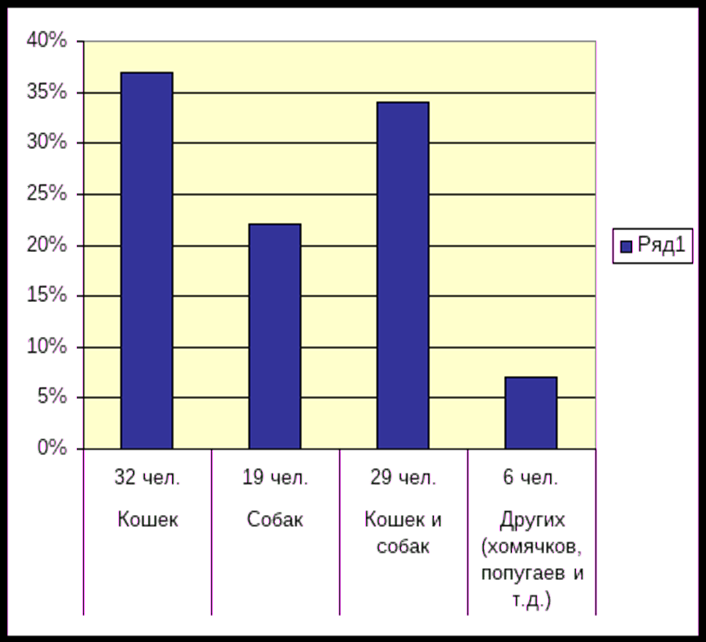 40%
35%
30%
25%
20%
15%
10%
5%
0%
32 чел.
19 чел.
29 чел.
6 чел.
Кошек
Собак
Кошек и
собак
Других
(хомячков,
попугаев и
т.д.)
Ряд1